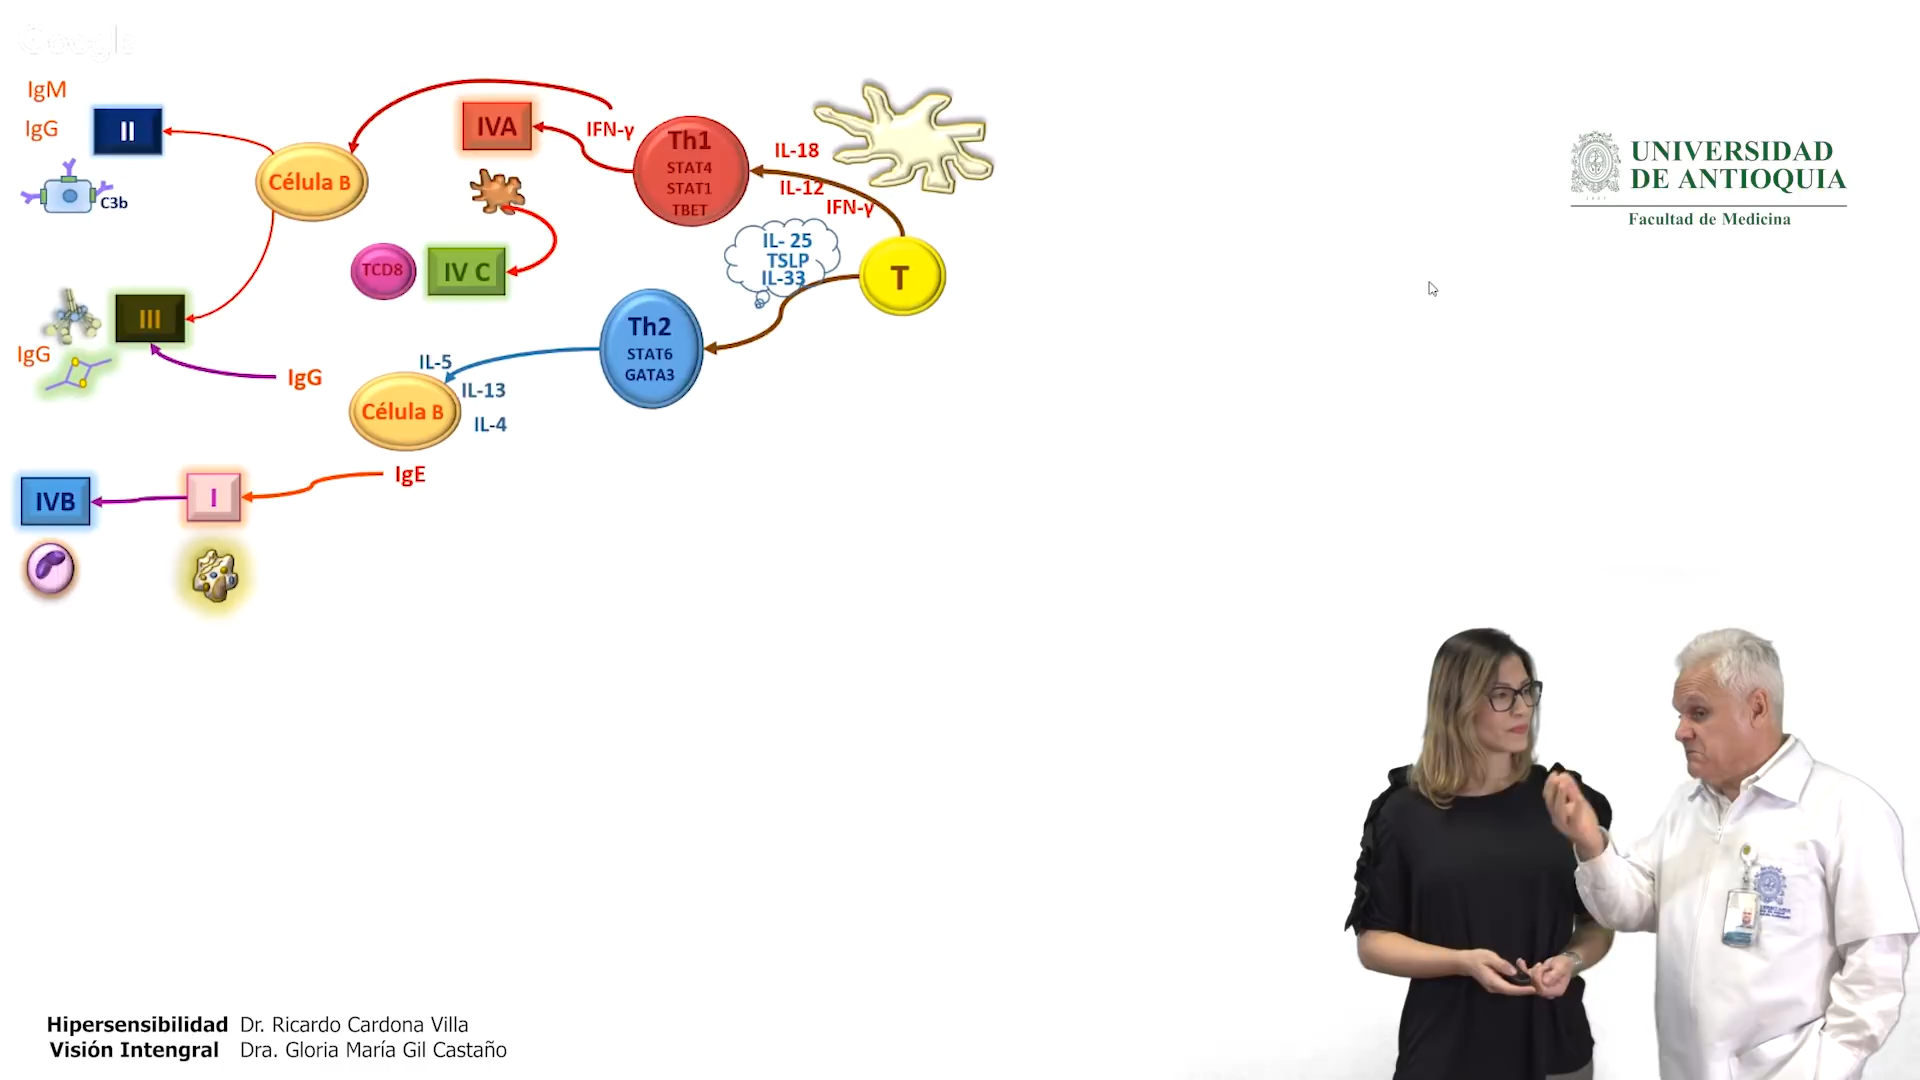 Google
IgM
IgG
II
C3b
Célula B
IVA
IFN-γ
Th1
STAT4
STAT1
TBET
IL-18
IL-12
IFN-γ
TCD8
IV C
IL- 25
TSLP
IL-33
T
III
IgG
IgG
Th2
STAT6
GATA3
IL-5
IL-13
IL-4
Célula B
IgE
IVB
I
UNIVERSIDAD
DE ANTIOQUIA
Facultad de Medicina
Hipersensibilidad Dr. Ricardo Cardona Villa
Visión Intengral Dra. Gloria María Gil Castaño